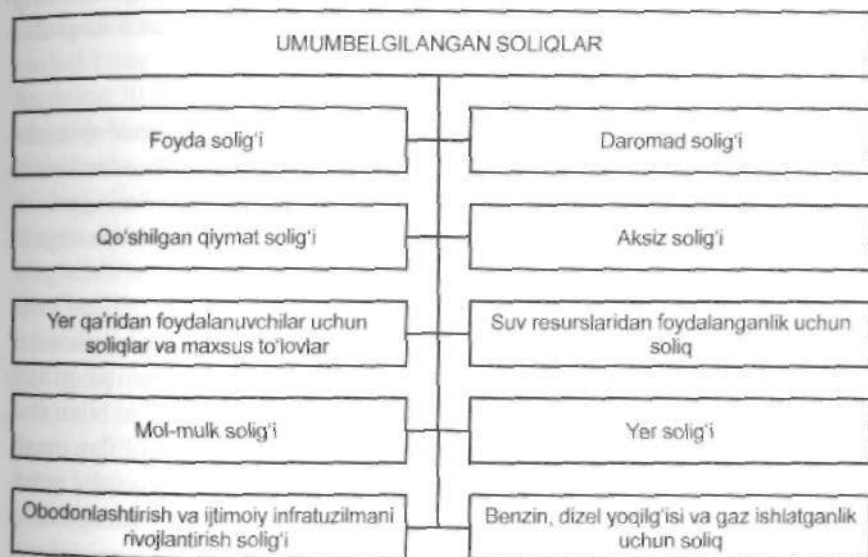 UMUMBELGILANGAN SOLIQLAR
Foyda solig‘i
Daromad solig‘i
Qo‘shilgan qiymat solig‘i
Aksiz solig‘i
Yer qa’ridan foydalanuvchilar uchun
soliqlar va maxsus to‘lovlar
Suv resurslaridan foydalanganlik uchun
soliq
Mol-mulk solig‘i
Yer solig‘i
Obodonlashtirish va ijtimoiy infratuzilmani
rivojlantirish solig‘i
Benzin, dizel yoqilg‘isi va gaz ishlatganlik
uchun soliq